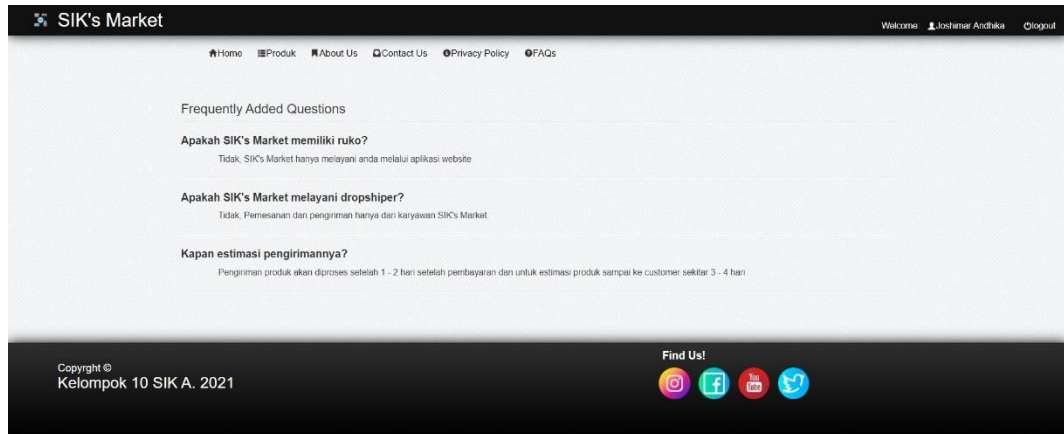 SIK's Market
Welcome: Joshimar Andhika logout
Home Produk About Us Contact Us Privacy Policy FAQs
Frequently Added Questions
Apakah SIK's Market memiliki ruko?
Tidak, SIK's Market hanya melayani anda melalui aplikasi website
Apakah SIK's Market melayani dropshiper?
Tidak, Pemesanan dan pengiriman hanya dari karyawan SIK's Market.
Kapan estimasi pengirimannya?
Pengiriman produk akan diproses setelah 1 - 2 hari setelah pembayaran dan untuk estimasi produk sampai ke customer sekitar 3 - 4 hari
Find Us!
Copyrght ©
Kelompok 10 SIK A. 2021
You
Tube